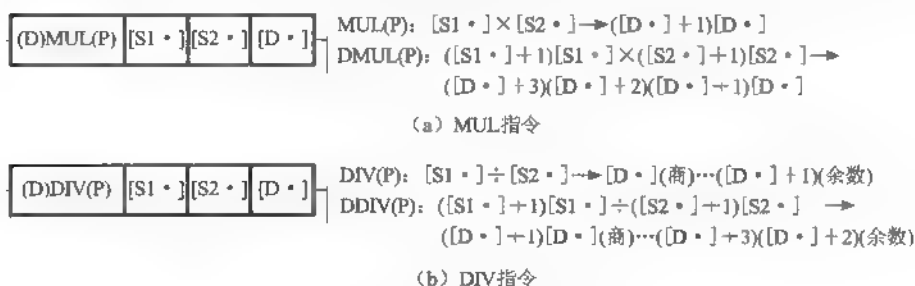 (D)MUL(P) [S1·] [S2·] [D·]
MUL(P): [S1·]×[S2·]→([D·]+1)[D·]
DMUL(P): ([S1·]+1)[S1·]×([S2·]+1)[S2·]→
([D·]+3)([D·]+2)([D·]+1)[D·]
(a) MUL指令
(D)DIV(P) [S1·] [S2·] [D·]
DIV(P): [S1·]÷[S2·]→[D·](商)…([D·]+1)(余数)
DDIV(P): ([S1·]+1)[S1·]÷([S2·]+1)[S2·] →
([D·]+1)[D·](商)…([D·]+3)([D·]+2)(余数)
(b) DIV指令